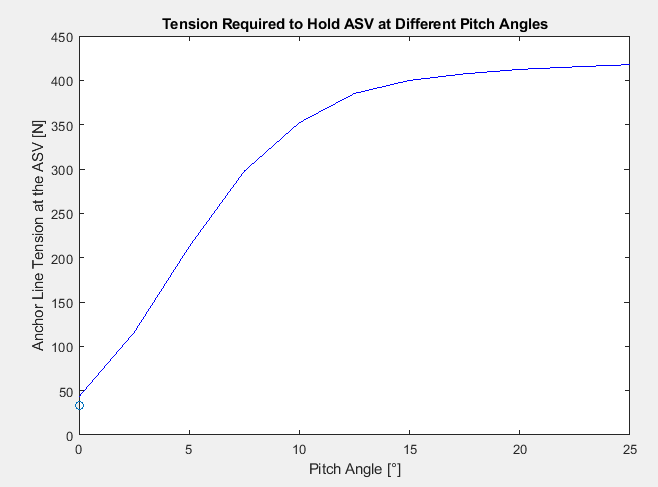 Tension Required to Hold ASV at Different Pitch Angles
Anchor Line Tension at the ASV [N]
450
400
350
300
250
200
150
100
50
0
0 5 10 15 20 25
Pitch Angle [°]